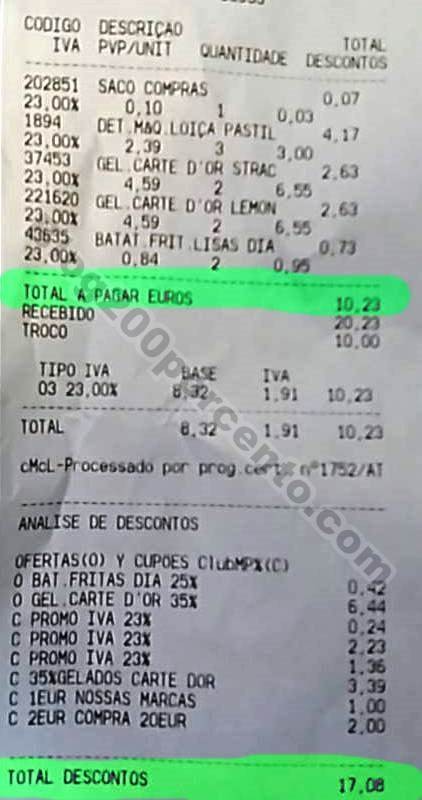 CODIGO DESCRIÇAO TOTAL
IVA PVP/UNIT QUANTIDADE DESCONTOS
202851 SACO COMPRAS 0,07
23,00% 0,10 1 0,03
1894 DET.MAQ.LOIÇA PASTIL 4,17
23,00% 2,39 3 3,00
37453 GEL.CARTE D'OR STRAC 2,63
23,00% 4,59 2 6,55
221620 GEL.CARTE D'OR LEMON 2,63
23,00% 4,59 2 6,55
43635 BATAT.FRIT.LISAS DIA 0,73
23,00% 0,84 2 0,95
TOTAL A PAGAR EUROS 10,23
RECEBIDO 20,23
TROCO 10,00
TIPO IVA BASE IVA
03 23,00% 8,32 1,91 10,23
TOTAL 8,32 1,91 10,23
cMcL-Processado por prog.cert. nº1752/AT
ANALISE DE DESCONTOS
OFERTAS(O) Y CUPOES ClubMP%(C)
O BAT.FRITAS DIA 25% 0,42
O GEL.CARTE D'OR 35% 6,44
C PROMO IVA 23% 0,24
C PROMO IVA 23% 2,23
C PROMO IVA 23% 1,36
C 35%GELADOS CARTE DOR 3,39
C 1EUR NOSSAS MARCAS 1,00
C 2EUR COMPRA 20EUR 2,00
TOTAL DESCONTOS 17,08